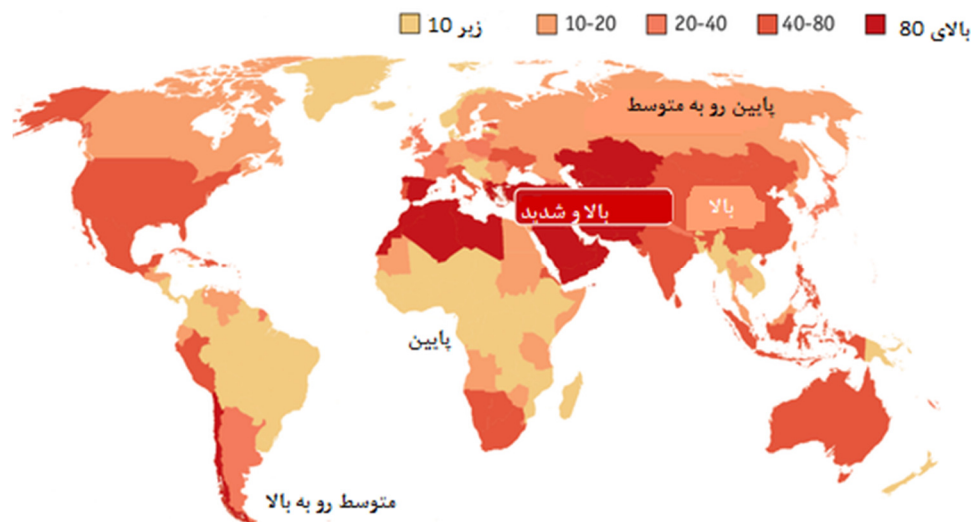 زیر 10 10-20 20-40 40-80 بالای 80
پایین رو به متوسط
بالا
بالا و شدید
پایین
متوسط رو به بالا